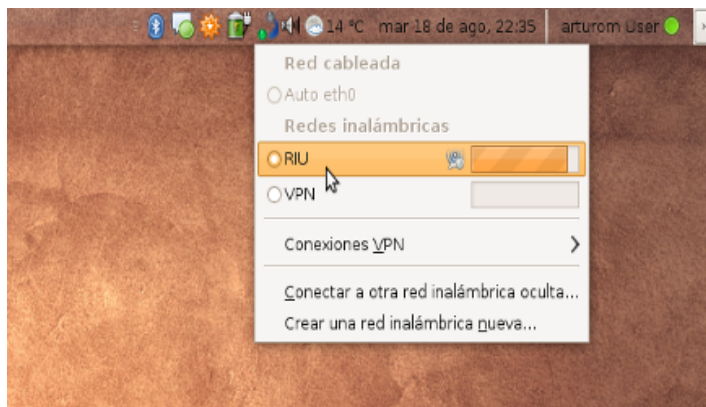 14 °C mar 18 de ago, 22:35 arturom User
Red cableada
Auto eth0
Redes inalámbricas
RIU
VPN
Conexiones VPN
Conectar a otra red inalámbrica oculta...
Crear una red inalámbrica nueva...